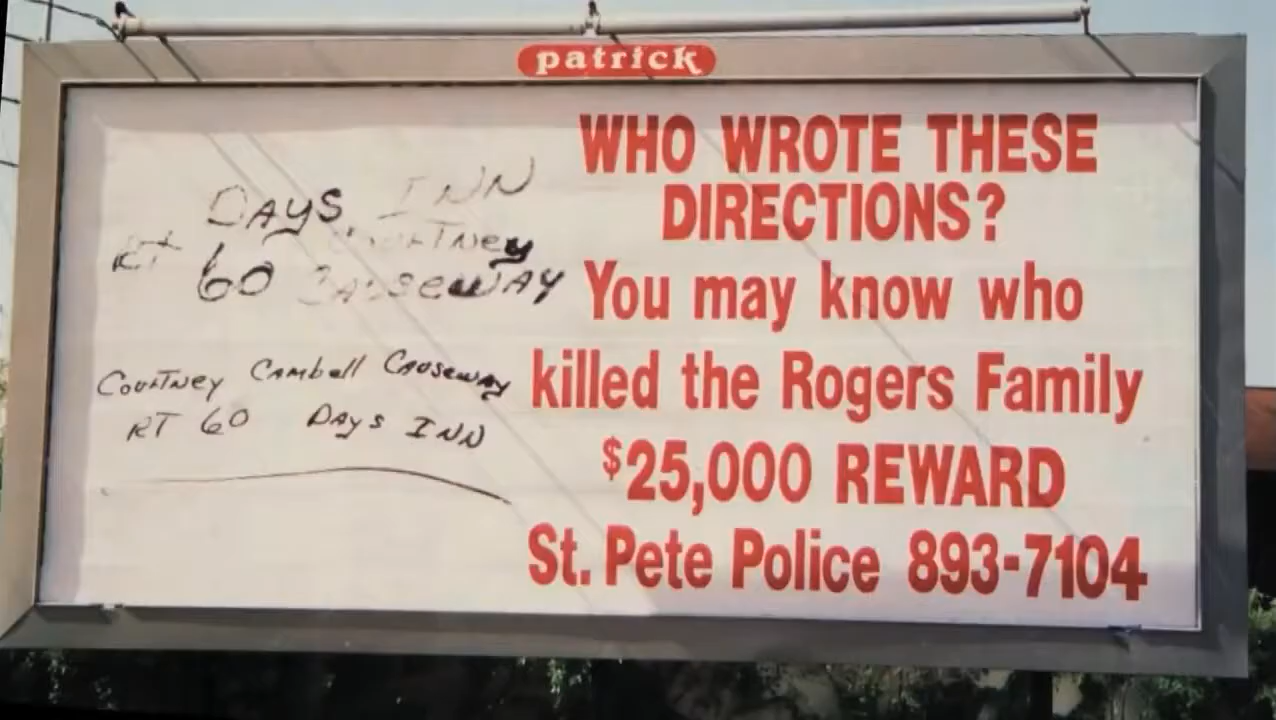 patrick
DAYS INN
RT 60 COURTNEY
CAUSEWAY
COURTNEY CAMBELL CAUSEWAY
RT 60 DAYS INN
WHO WROTE THESE
DIRECTIONS?
You may know who
killed the Rogers Family
$25,000 REWARD
St. Pete Police 893-7104